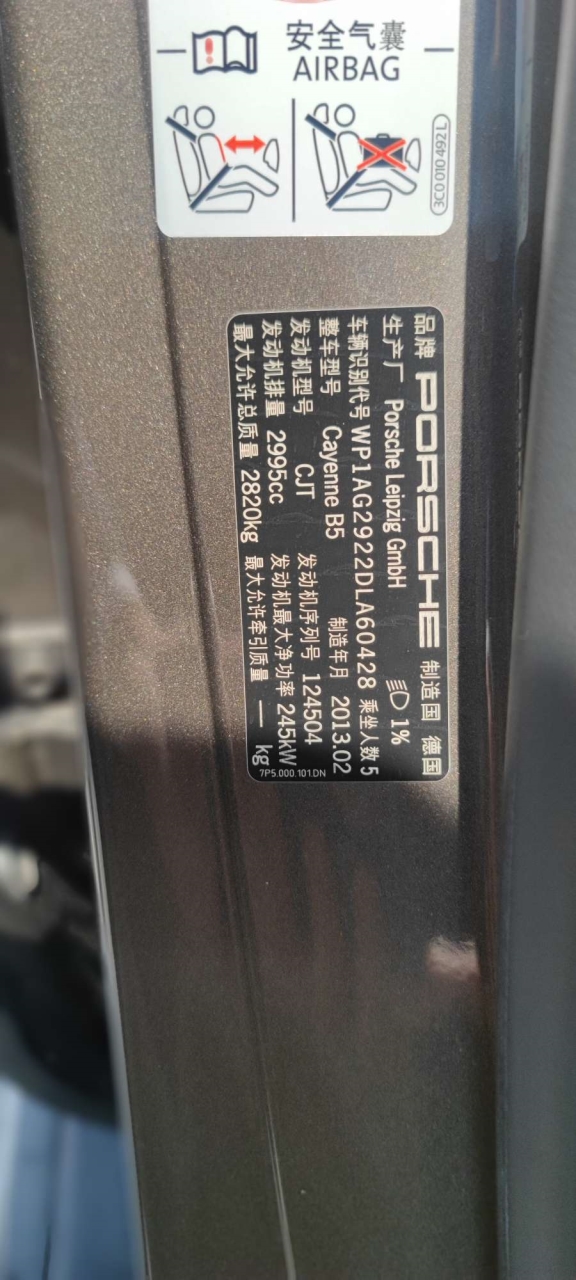 安全气囊
AIRBAG
3C0 010 492 L
品牌 PORSCHE 制造国 德国
生产厂 Porsche Leipzig GmbH 1%
车辆识别代号 WP1AG2922DLA60428 乘坐人数 5
整车型号 Cayenne B5 制造年月 2013.02
发动机型号 CJT 发动机序列号 124504
发动机排量 2995cc 发动机最大净功率 245kW
最大允许总质量 2820kg 最大允许牵引质量 — kg
7P5.000.101.DN